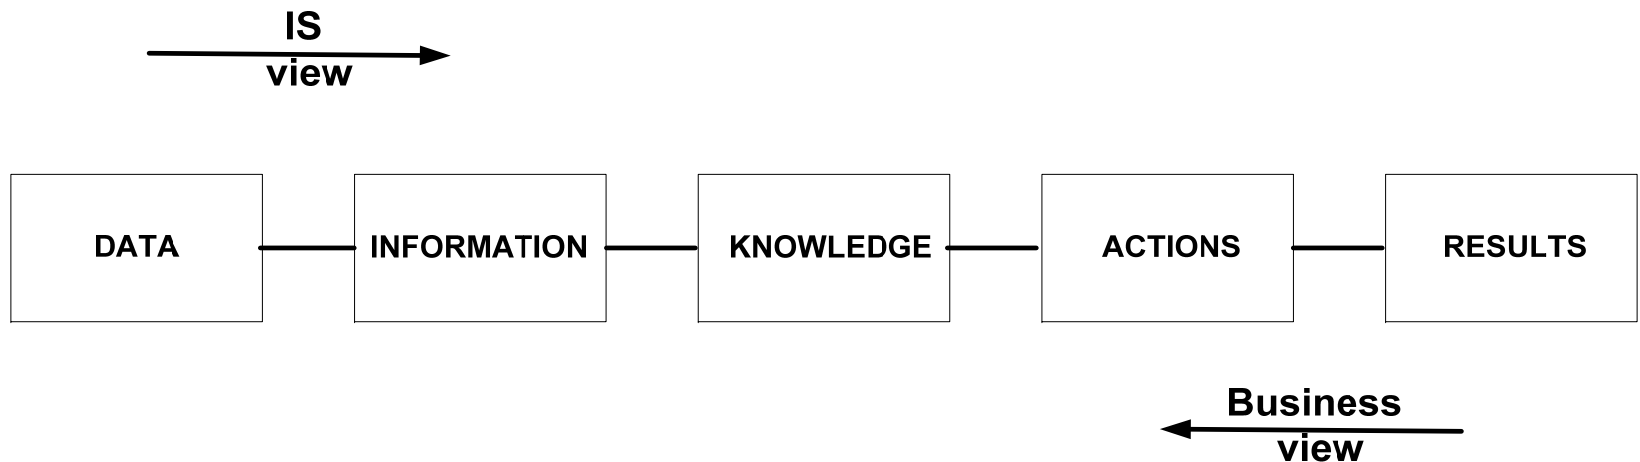 IS
view
DATA
INFORMATION
KNOWLEDGE
ACTIONS
RESULTS
Business
view